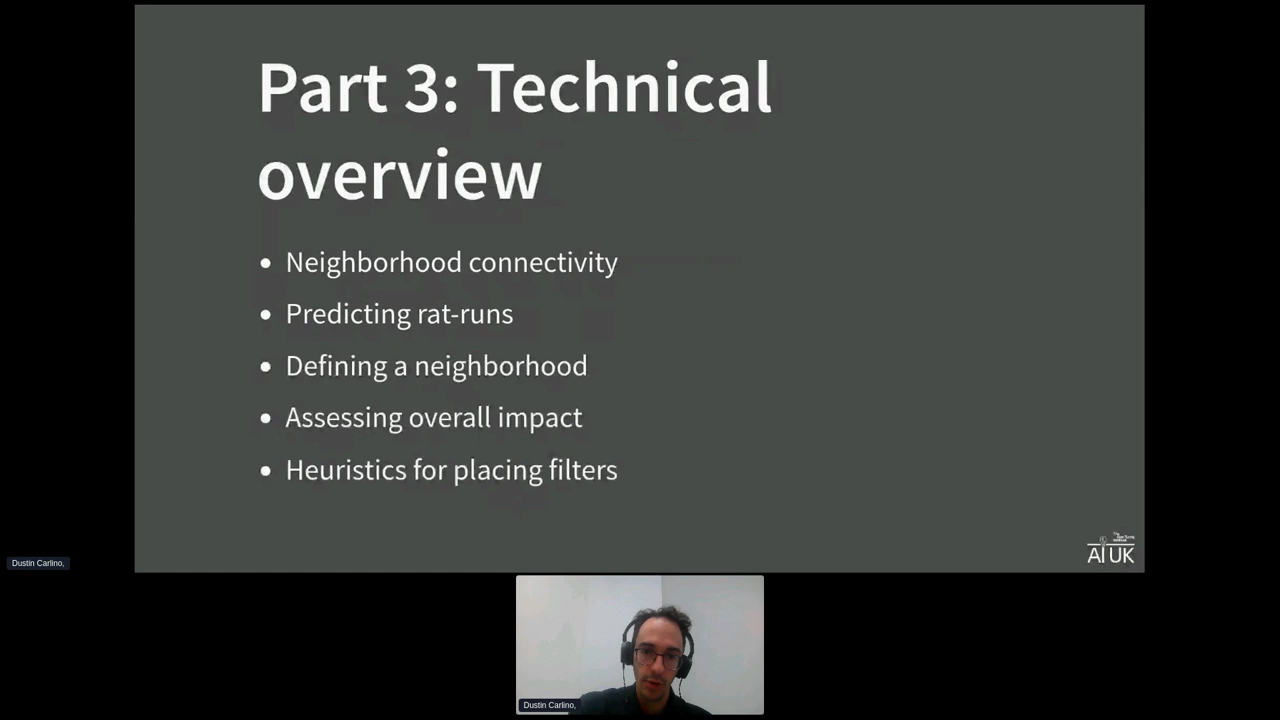 Part 3: Technical
overview
• Neighborhood connectivity
• Predicting rat-runs
• Defining a neighborhood
• Assessing overall impact
• Heuristics for placing filters
AI UK
Dustin Carlino,
Dustin Carlino,